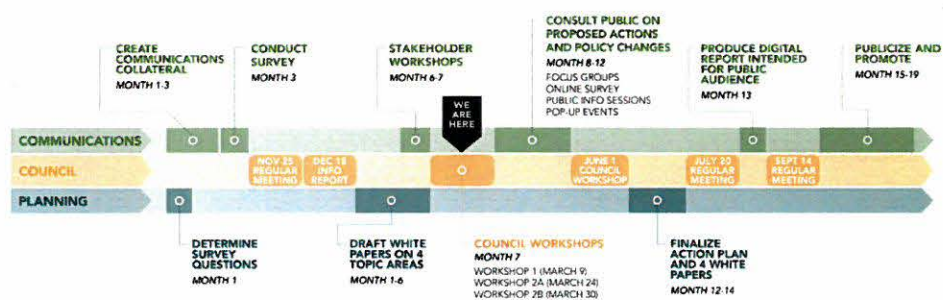 CREATE
COMMUNICATIONS
COLLATERAL
MONTH 1-3
CONDUCT
SURVEY
MONTH 3
STAKEHOLDER
WORKSHOPS
MONTH 6-7
CONSULT PUBLIC ON
PROPOSED ACTIONS
AND POLICY CHANGES
MONTH 8-12
FOCUS GROUPS
ONLINE SURVEY
PUBLIC INFO SESSIONS
POP-UP EVENTS
PRODUCE DIGITAL
REPORT INTENDED
FOR PUBLIC
AUDIENCE
MONTH 13
PUBLICIZE AND
PROMOTE
MONTH 15-19
WE
ARE
HERE
COMMUNICATIONS
COUNCIL
NOV 25
REGULAR
MEETING
DEC 18
INFO
REPORT
JUNE 1
COUNCIL
WORKSHOP
JULY 20
REGULAR
MEETING
SEPT 14
REGULAR
MEETING
PLANNING
DETERMINE
SURVEY
QUESTIONS
MONTH 1
DRAFT WHITE
PAPERS ON 4
TOPIC AREAS
MONTH 1-6
COUNCIL WORKSHOPS
MONTH 7
WORKSHOP 1 (MARCH 9)
WORKSHOP 2A (MARCH 24)
WORKSHOP 2B (MARCH 30)
FINALIZE
ACTION PLAN
AND 4 WHITE
PAPERS
MONTH 12-14